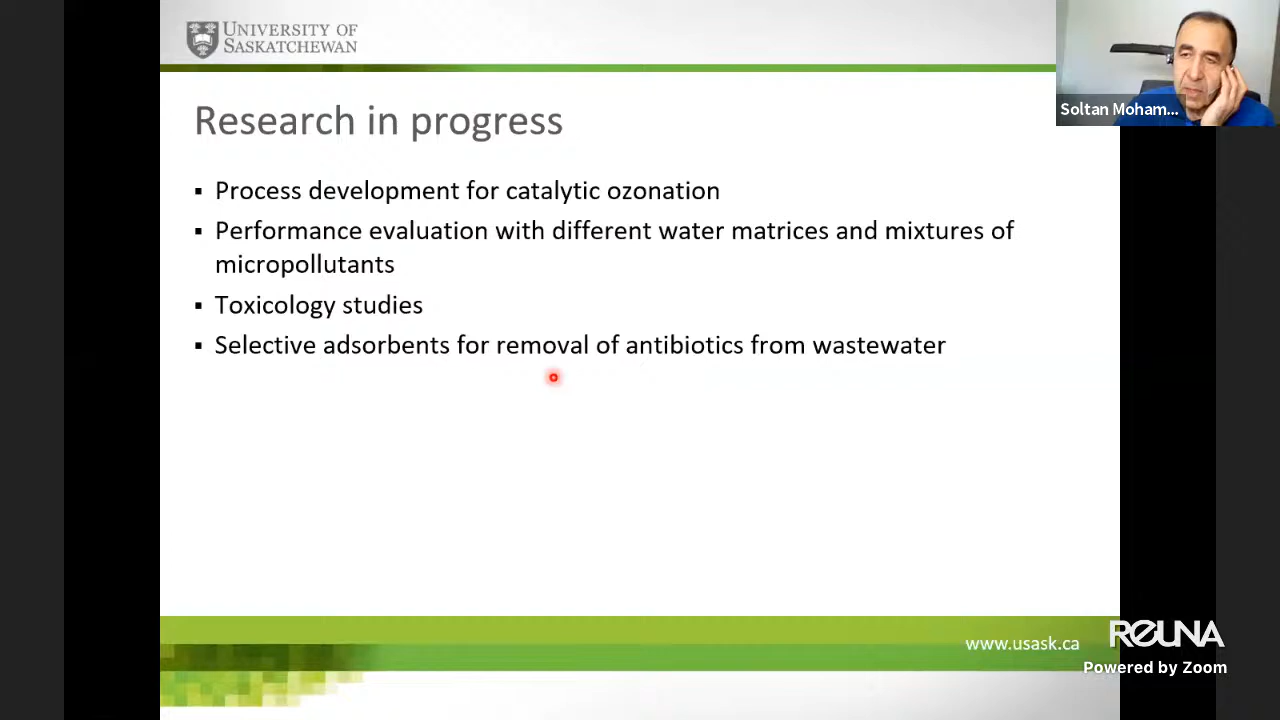 UNIVERSITY OF
SASKATCHEWAN
Soltan Moham...
Research in progress
▪ Process development for catalytic ozonation
▪ Performance evaluation with different water matrices and mixtures of
micropollutants
▪ Toxicology studies
▪ Selective adsorbents for removal of antibiotics from wastewater
www.usask.ca
REUNA
Powered by Zoom